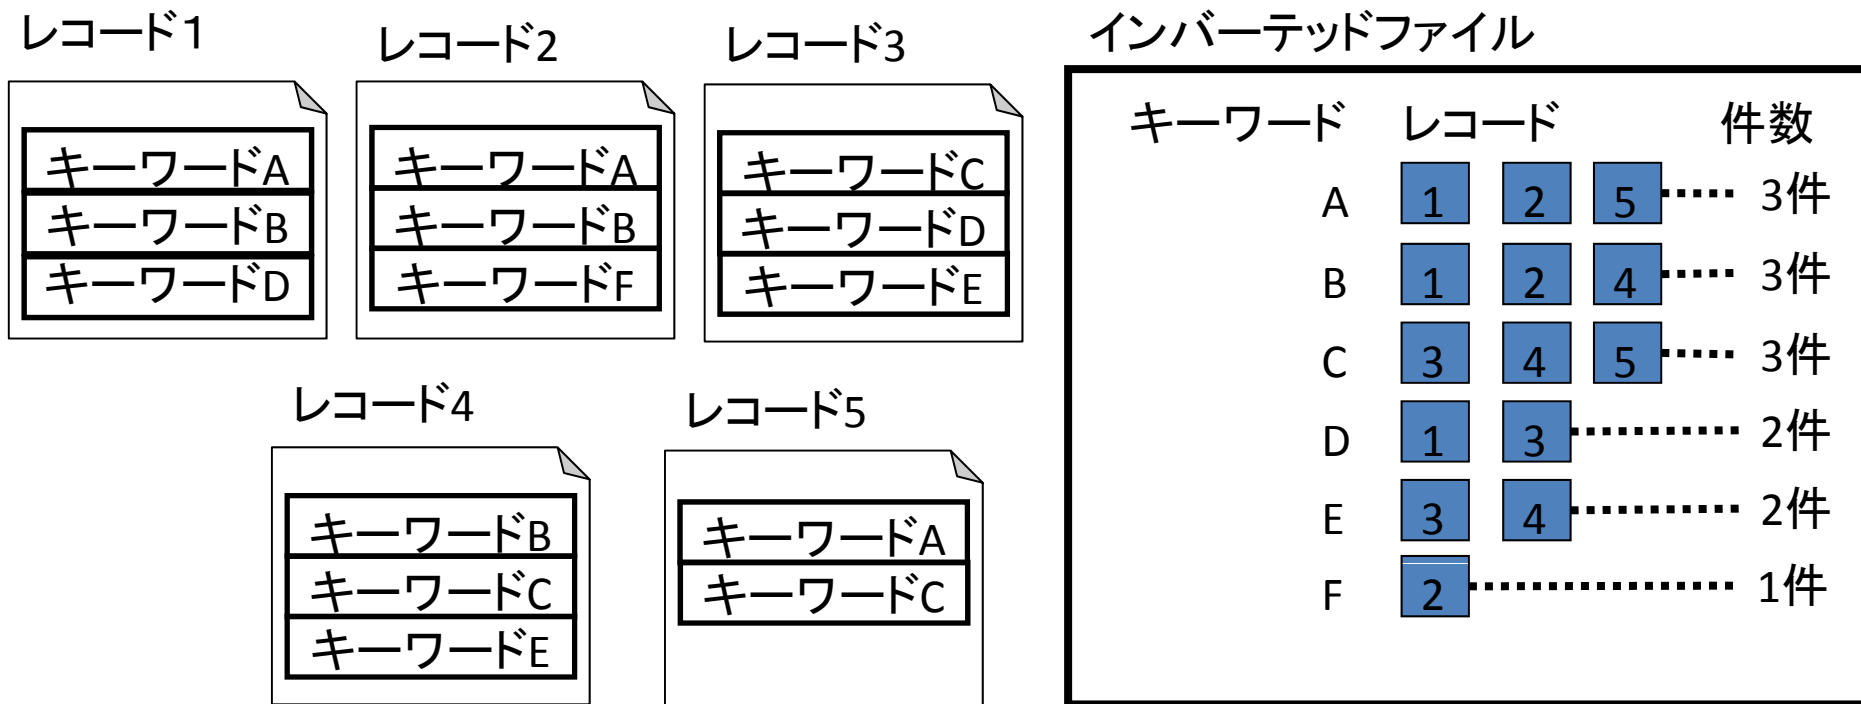 レコード1
キーワードA
キーワードB
キーワードD
レコード2
キーワードA
キーワードB
キーワードF
レコード3
キーワードC
キーワードD
キーワードE
レコード4
キーワードB
キーワードC
キーワードE
レコード5
キーワードA
キーワードC
インバーテッドファイル
キーワード レコード 件数
A 1 2 5 3件
B 1 2 4 3件
C 3 4 5 3件
D 1 3 2件
E 3 4 2件
F 2 1件